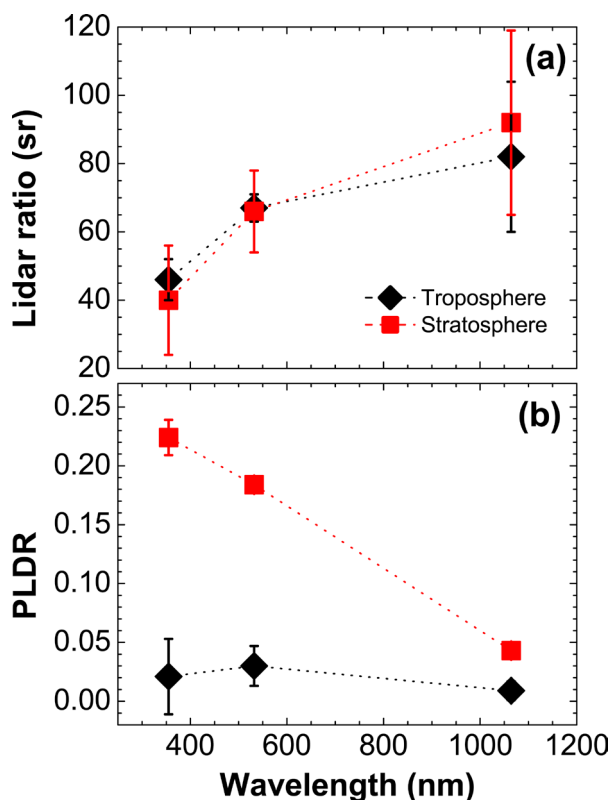 120
(a)
100
80
60
40
20
Lidar ratio (sr)
Troposphere
Stratosphere
0.25
(b)
0.20
0.15
0.10
0.05
0.00
PLDR
400 600 800 1000 1200
Wavelength (nm)